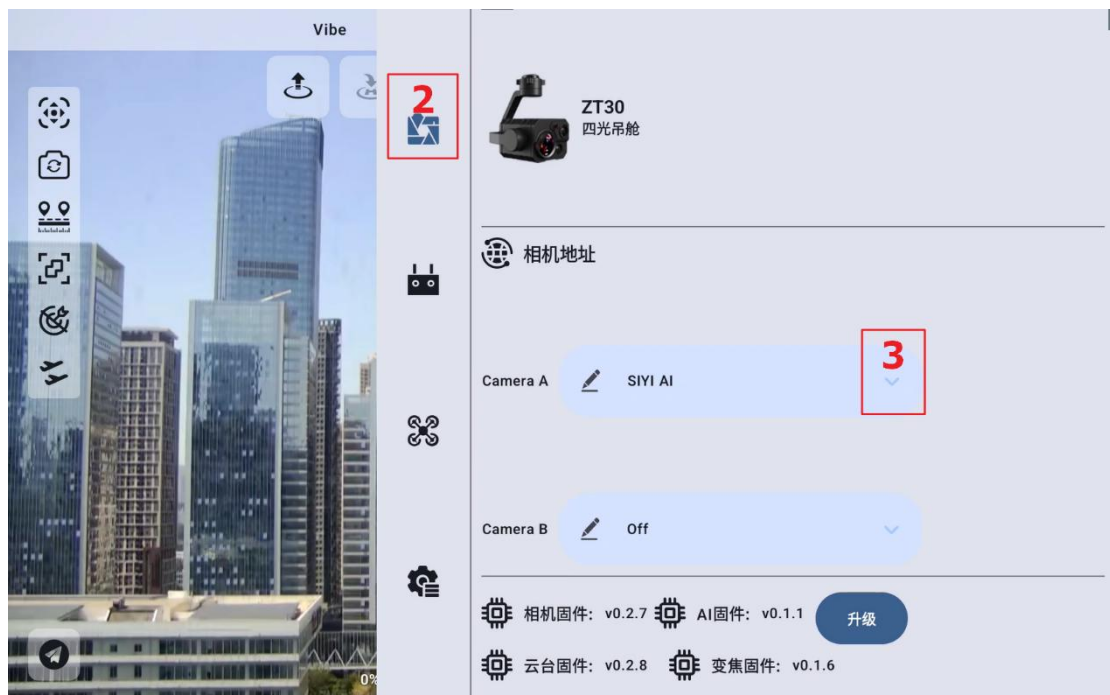 Vibe
2
ZT30
四光吊舱
相机地址
3
Camera A SIYI AI
Camera B Off
相机固件: v0.2.7 AI固件: v0.1.1 升级
云台固件: v0.2.8 变焦固件: v0.1.6
0%